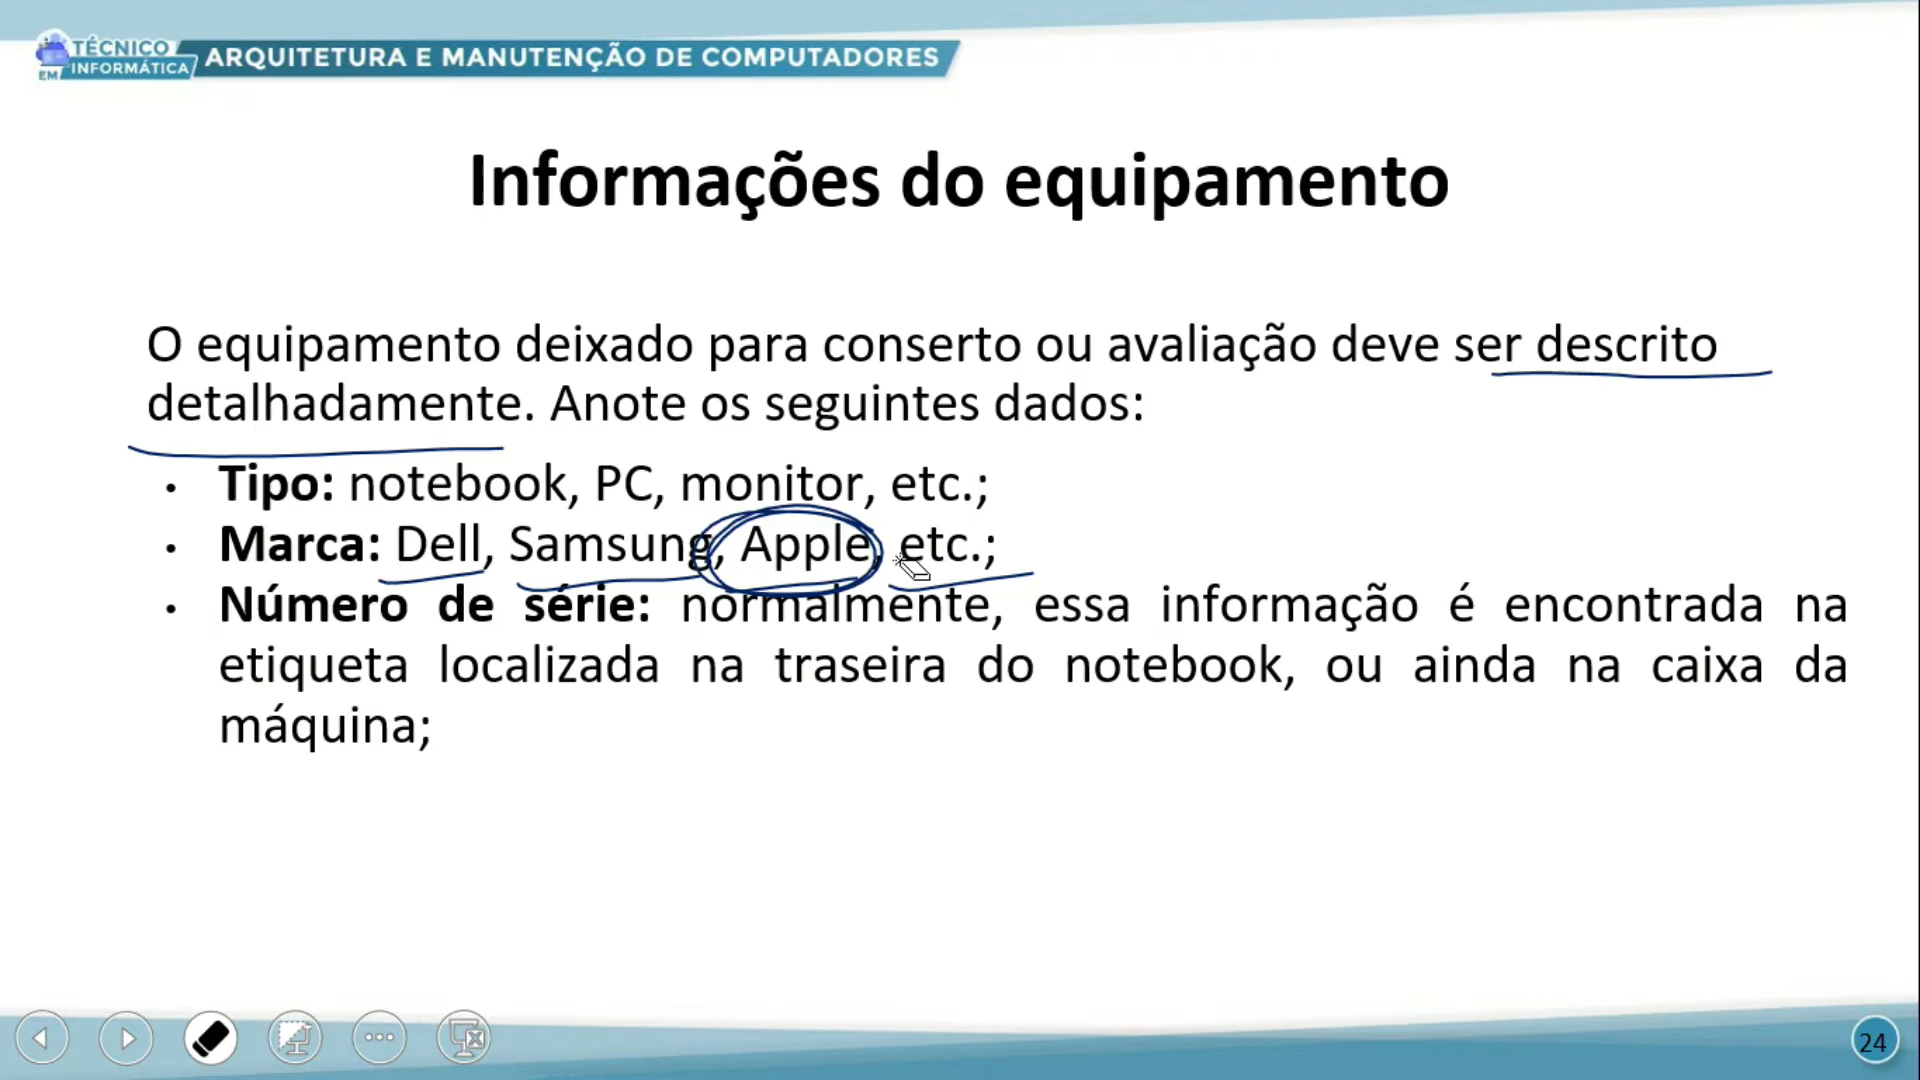 TÉCNICO
EM INFORMÁTICA
ARQUITETURA E MANUTENÇÃO DE COMPUTADORES
Informações do equipamento
O equipamento deixado para conserto ou avaliação deve ser descrito
detalhadamente. Anote os seguintes dados:
• Tipo: notebook, PC, monitor, etc.;
• Marca: Dell, Samsung, Apple, etc.;
• Número de série: normalmente, essa informação é encontrada na
etiqueta localizada na traseira do notebook, ou ainda na caixa da
máquina;
24